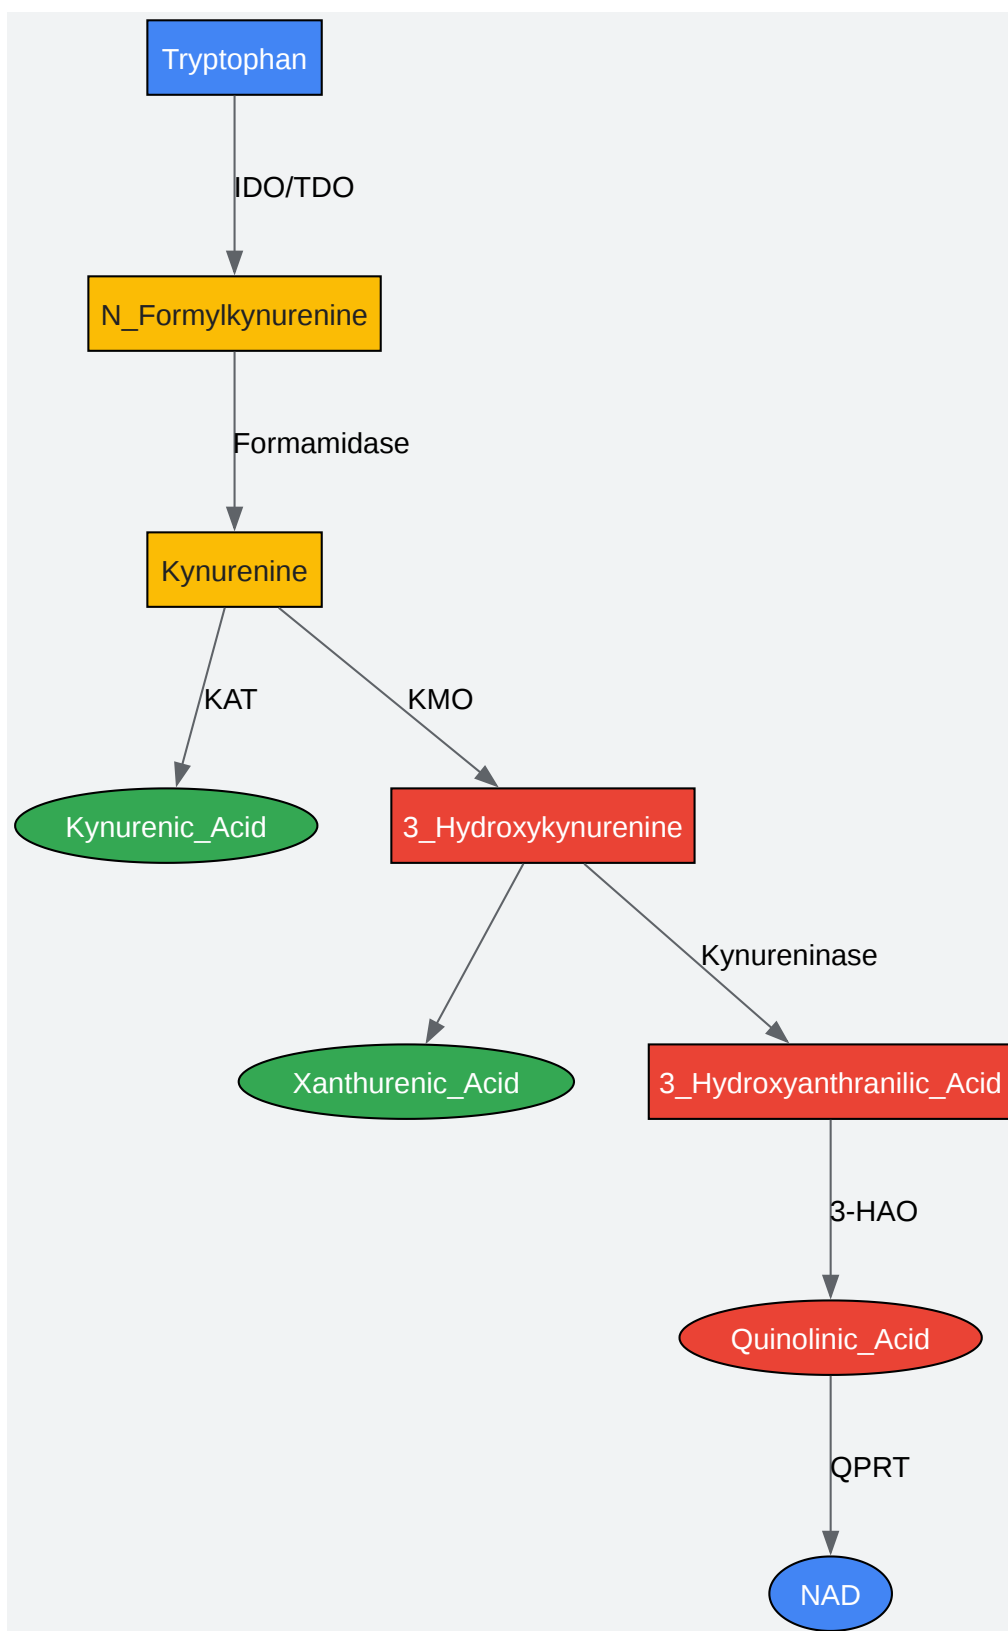 Tryptophan
IDO/TDO
N_Formylkynurenine
Formamidase
Kynurenine
KAT
KMO
Kynurenic_Acid
3_Hydroxykynurenine
Kynureninase
Xanthurenic_Acid
3_Hydroxyanthranilic_Acid
3-HAO
Quinolinic_Acid
QPRT
NAD